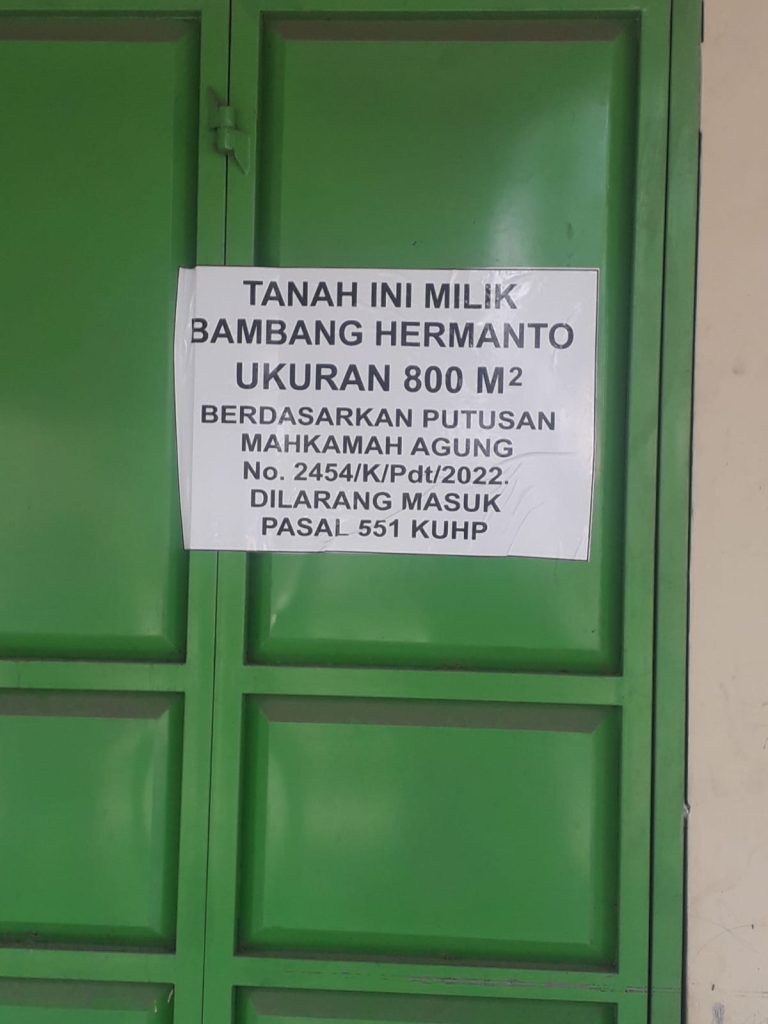 TANAH INI MILIK
BAMBANG HERMANTO
UKURAN 800 M²
BERDASARKAN PUTUSAN
MAHKAMAH AGUNG
No. 2454/K/Pdt/2022.
DILARANG MASUK
PASAL 551 KUHP